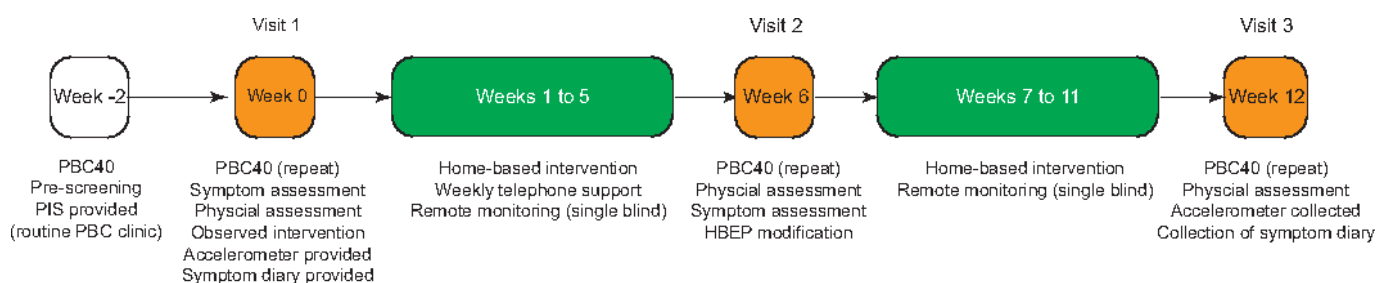 Visit 1
Visit 2
Visit 3
Week -2
Week 0
Weeks 1 to 5
Week 6
Weeks 7 to 11
Week 12
PBC40
Pre-screening
PIS provided
(routine PBC clinic)
PBC40 (repeat)
Symptom assessment
Physcial assessment
Observed intervention
Accelerometer provided
Symptom diary provided
Home-based intervention
Weekly telephone support
Remote monitoring (single blind)
PBC40 (repeat)
Physcial assessment
Symptom assessment
HBEP modification
Home-based intervention
Remote monitoring (single blind)
PBC40 (repeat)
Physcial assessment
Accelerometer collected
Collection of symptom diary